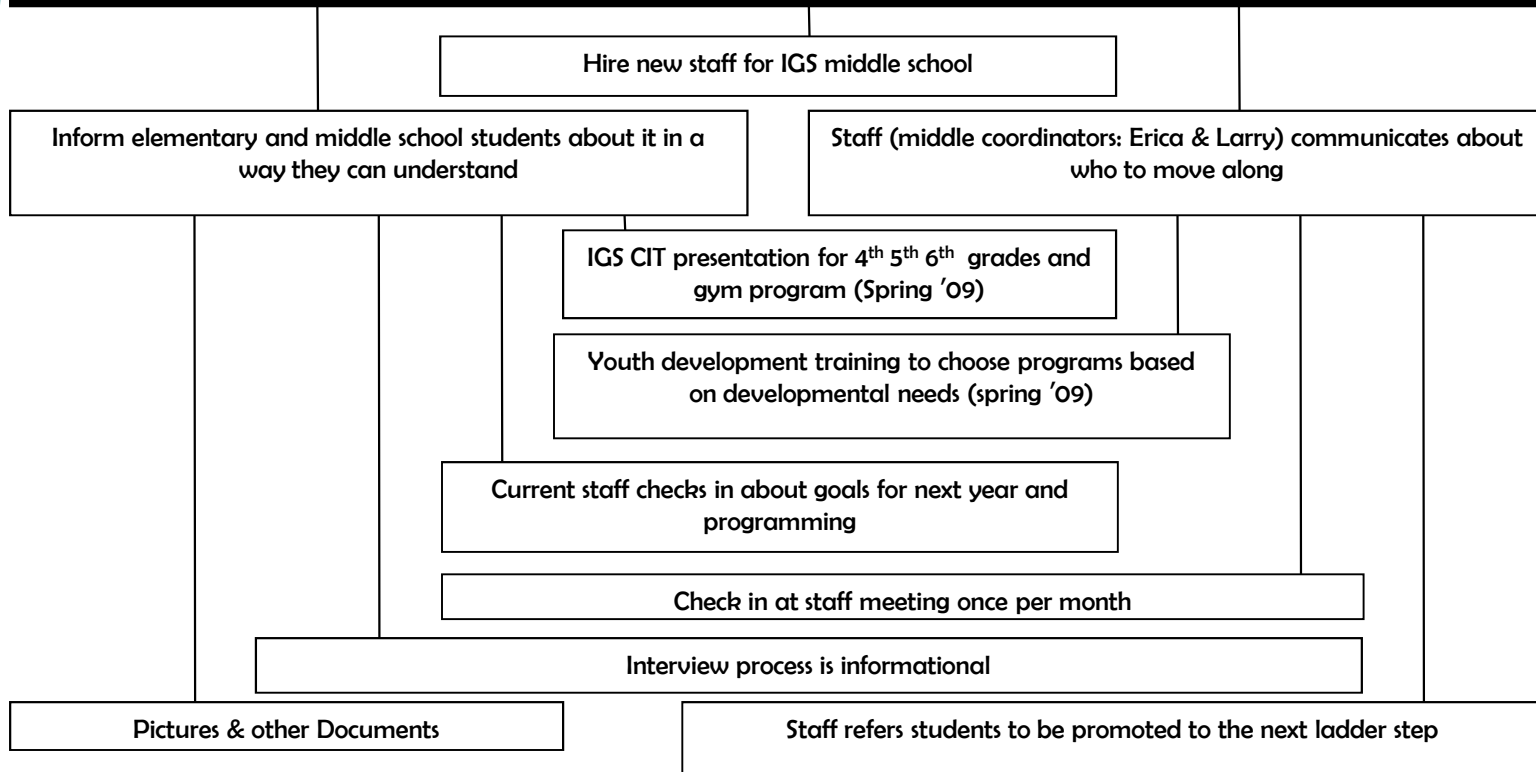 Hire new staff for IGS middle school
Inform elementary and middle school students about it in a
way they can understand
Staff (middle coordinators: Erica & Larry) communicates about
who to move along
IGS CIT presentation for 4th 5th 6th grades and
gym program (Spring '09)
Youth development training to choose programs based
on developmental needs (spring '09)
Current staff checks in about goals for next year and
programming
Check in at staff meeting once per month
Interview process is informational
Pictures & other Documents
Staff refers students to be promoted to the next ladder step